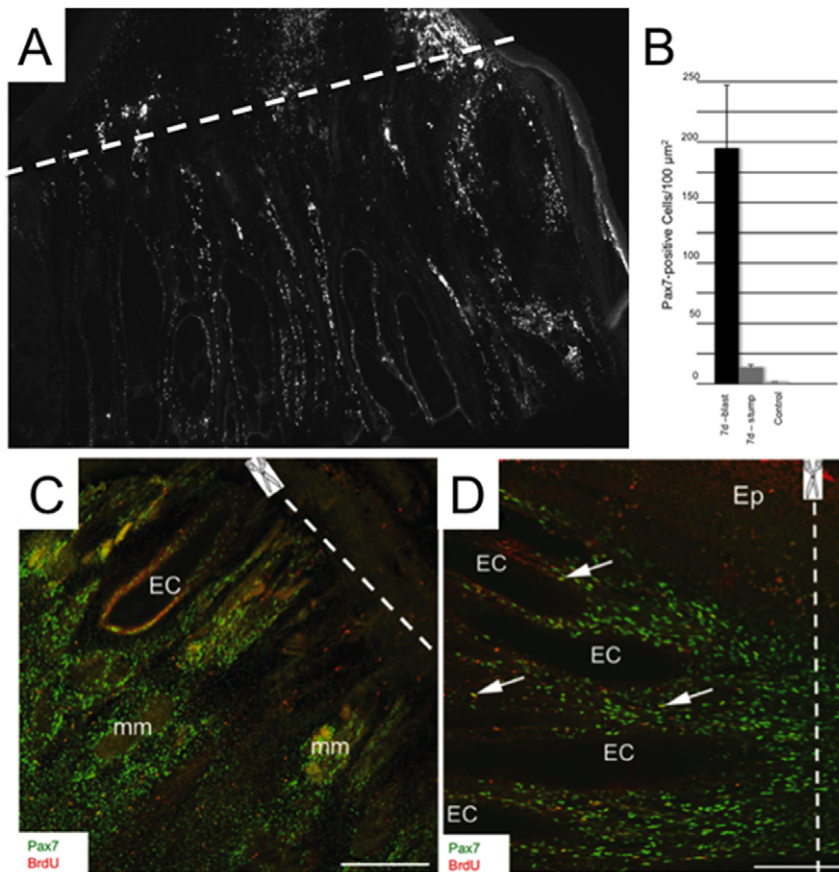 A
B
Pax7-positive Cells/100 µm²
250
200
150
100
50
0
7d -blast
7d - stump
Control
C
EC
mm
mm
Pax7
BrdU
D
Ep
EC
EC
EC
EC
Pax7
BrdU